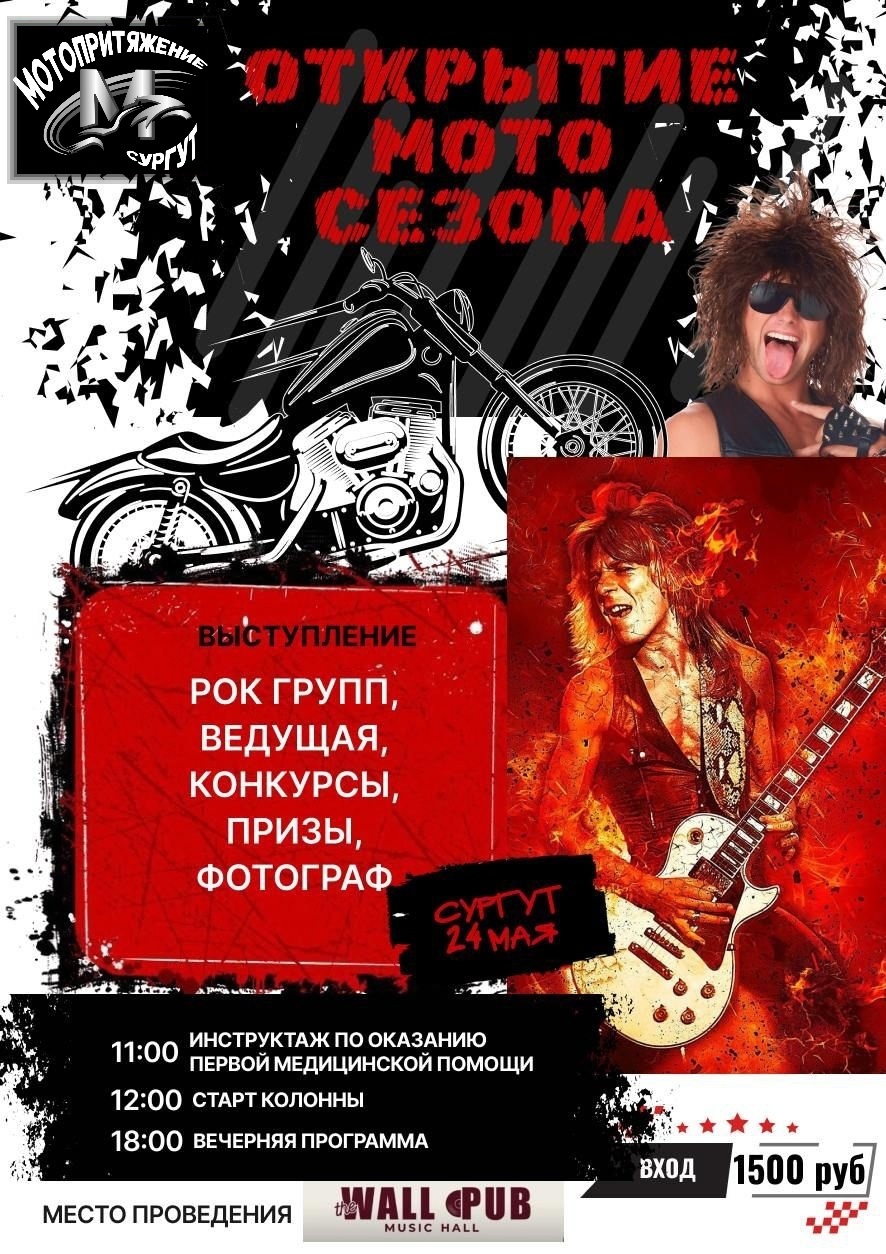 МОТОПРИТЯЖЕНИЕ
М
СУРГУТ
ОТКРЫТИЕ
МОТО
СЕЗОНА
ВЫСТУПЛЕНИЕ
РОК ГРУПП,
ВЕДУЩАЯ,
КОНКУРСЫ,
ПРИЗЫ,
ФОТОГРАФ
СУРГУТ
24 МАЯ
11:00 ИНСТРУКТАЖ ПО ОКАЗАНИЮ
ПЕРВОЙ МЕДИЦИНСКОЙ ПОМОЩИ
12:00 СТАРТ КОЛОННЫ
18:00 ВЕЧЕРНЯЯ ПРОГРАММА
ВХОД 1500 руб
МЕСТО ПРОВЕДЕНИЯ the WALL PUB
MUSIC HALL